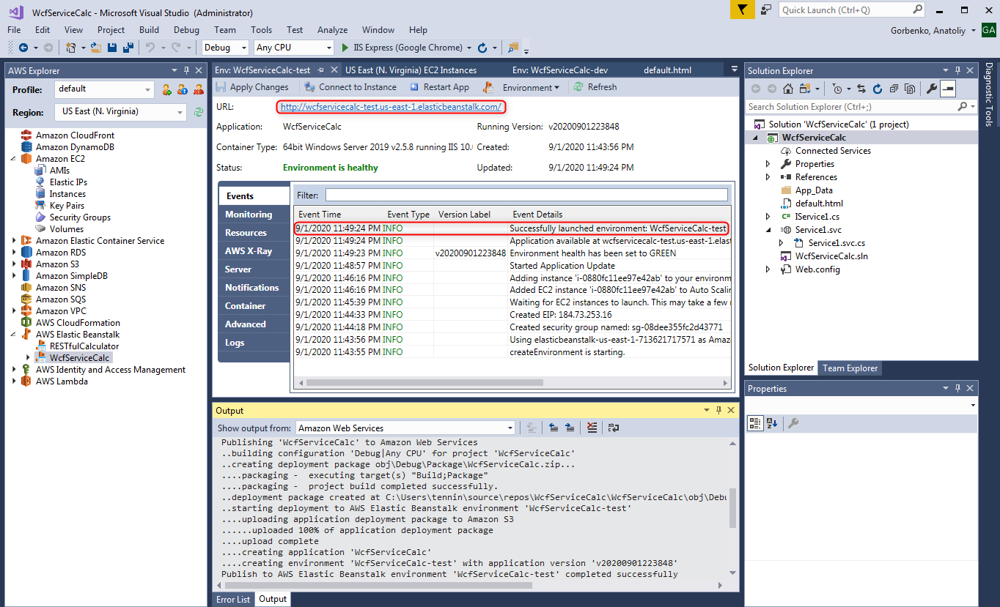 WcfServiceCalc - Microsoft Visual Studio (Administrator)
Quick Launch (Ctrl+Q)
File Edit View Project Build Debug Team Tools Test Analyze Window Help
Gorbenko, Anatoliy GA
Debug Any CPU IIS Express (Google Chrome)
AWS Explorer
Profile: default
Region: US East (N. Virginia)
Amazon CloudFront
Amazon DynamoDB
Amazon EC2
AMIs
Elastic IPs
Instances
Key Pairs
Security Groups
Volumes
Amazon Elastic Container Service
Amazon RDS
Amazon S3
Amazon SimpleDB
Amazon SNS
Amazon SQS
Amazon VPC
AWS CloudFormation
AWS Elastic Beanstalk
RESTfulCalculator
WcfServiceCalc
AWS Identity and Access Management
AWS Lambda
Env: WcfServiceCalc-test US East (N. Virginia) EC2 Instances Env: WcfServiceCalc-dev default.html
Apply Changes Connect to Instance Restart App Environment Refresh
URL: http://wcfservicecalc-test.us-east-1.elasticbeanstalk.com/
Application: WcfServiceCalc Running Version: v20200901223848
Container Type: 64bit Windows Server 2019 v2.5.8 running IIS 10. Created: 9/1/2020 11:43:56 PM
Status: Environment is healthy Updated: 9/1/2020 11:49:24 PM
Events
Monitoring
Resources
AWS X-Ray
Server
Notifications
Container
Advanced
Logs
Filter:
Event Time Event Type Version Label Event Details
9/1/2020 11:49:24 PM INFO Successfully launched environment: WcfServiceCalc-test
9/1/2020 11:49:24 PM INFO Application available at wcfservicecalc-test.us-east-1.elast
9/1/2020 11:49:23 PM INFO v20200901223848 Environment health has been set to GREEN
9/1/2020 11:48:57 PM INFO Started Application Update
9/1/2020 11:46:16 PM INFO Adding instance 'i-0880fc11ee97e42ab' to your environm
9/1/2020 11:46:16 PM INFO Added EC2 instance 'i-0880fc11ee97e42ab' to Auto Scalin
9/1/2020 11:45:39 PM INFO Waiting for EC2 instances to launch. This may take a few
9/1/2020 11:44:33 PM INFO Created EIP: 184.73.253.16
9/1/2020 11:44:18 PM INFO Created security group named: sg-08dee355fc2d43771
9/1/2020 11:43:56 PM INFO Using elasticbeanstalk-us-east-1-713621717571 as Amaz
9/1/2020 11:43:55 PM INFO createEnvironment is starting.
Output
Show output from: Amazon Web Services
Publishing 'WcfServiceCalc' to Amazon Web Services
..building configuration 'Debug|Any CPU' for project 'WcfServiceCalc'
..creating deployment package obj\Debug\Package\WcfServiceCalc.zip...
....packaging - executing target(s) "Build;Package"
....packaging - project build completed successfully.
..deployment package created at C:\Users\tennin\source\repos\WcfServiceCalc\WcfServiceCalc\obj\Debu
..starting deployment to AWS Elastic Beanstalk environment 'WcfServiceCalc-test'
....uploading application deployment package to Amazon S3
......uploaded 100% of application deployment package
....upload complete
....creating application 'WcfServiceCalc'
....creating environment 'WcfServiceCalc-test' with application version 'v20200901223848'
Publish to AWS Elastic Beanstalk environment 'WcfServiceCalc-test' completed successfully
Error List Output
Solution Explorer
Search Solution Explorer (Ctrl+;)
Solution 'WcfServiceCalc' (1 project)
WcfServiceCalc
Connected Services
Properties
References
App_Data
default.html
IService1.cs
Service1.svc
Service1.svc.cs
WcfServiceCalc.sln
Web.config
Solution Explorer Team Explorer
Properties
Diagnostic Tools